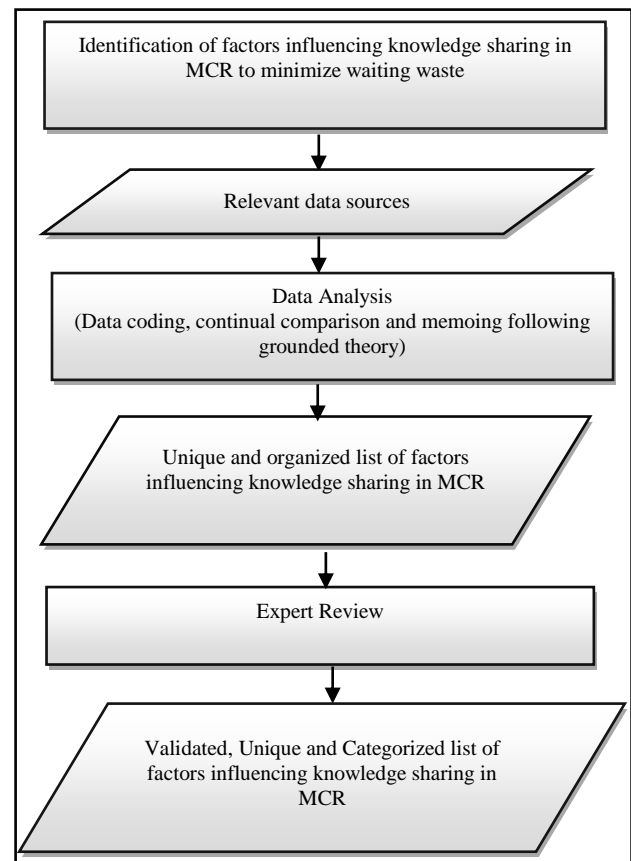 Identification of factors influencing knowledge sharing in
MCR to minimize waiting waste
Relevant data sources
Data Analysis
(Data coding, continual comparison and memoing following
grounded theory)
Unique and organized list of factors
influencing knowledge sharing in MCR
Expert Review
Validated, Unique and Categorized list of
factors influencing knowledge sharing in
MCR